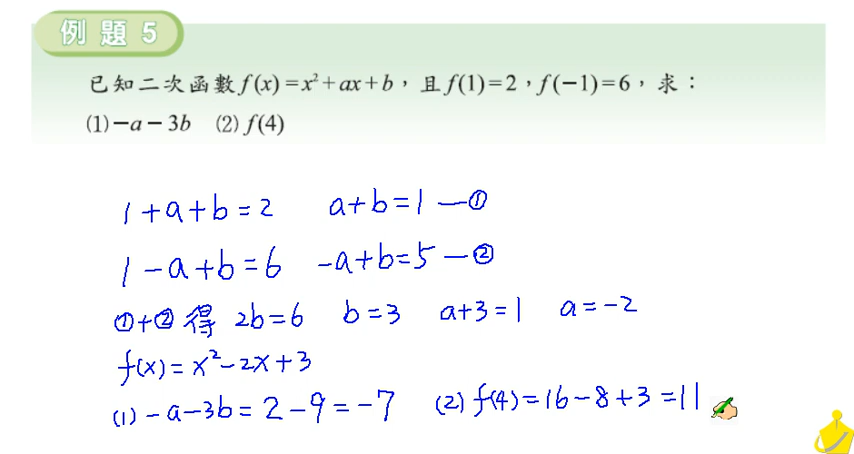 例題 5
已知二次函數 f(x)=x²+ax+b,且 f(1)=2,f(−1)=6,求:
(1)−a−3b (2) f(4)
1+a+b=2 a+b=1 —①
1−a+b=6 -a+b=5 —②
①+②得 2b=6 b=3 a+3=1 a=−2
f(x)=x²−2x+3
(1) −a−3b=2−9=−7 (2) f(4)=16−8+3=11